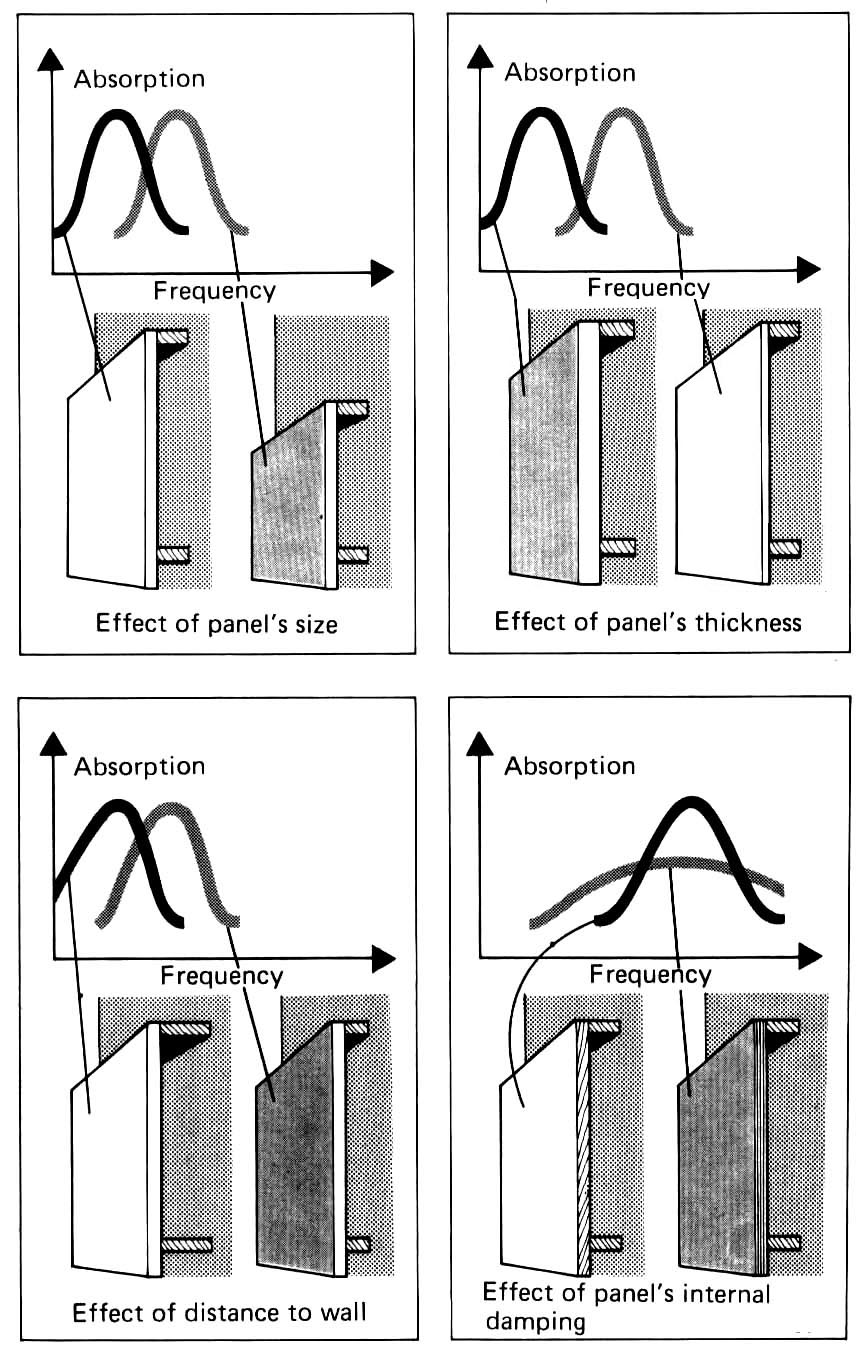 Absorption
Frequency
Effect of panel's size
Absorption
Frequency
Effect of panel's thickness
Absorption
Frequency
Effect of distance to wall
Absorption
Frequency
Effect of panel's internal
damping